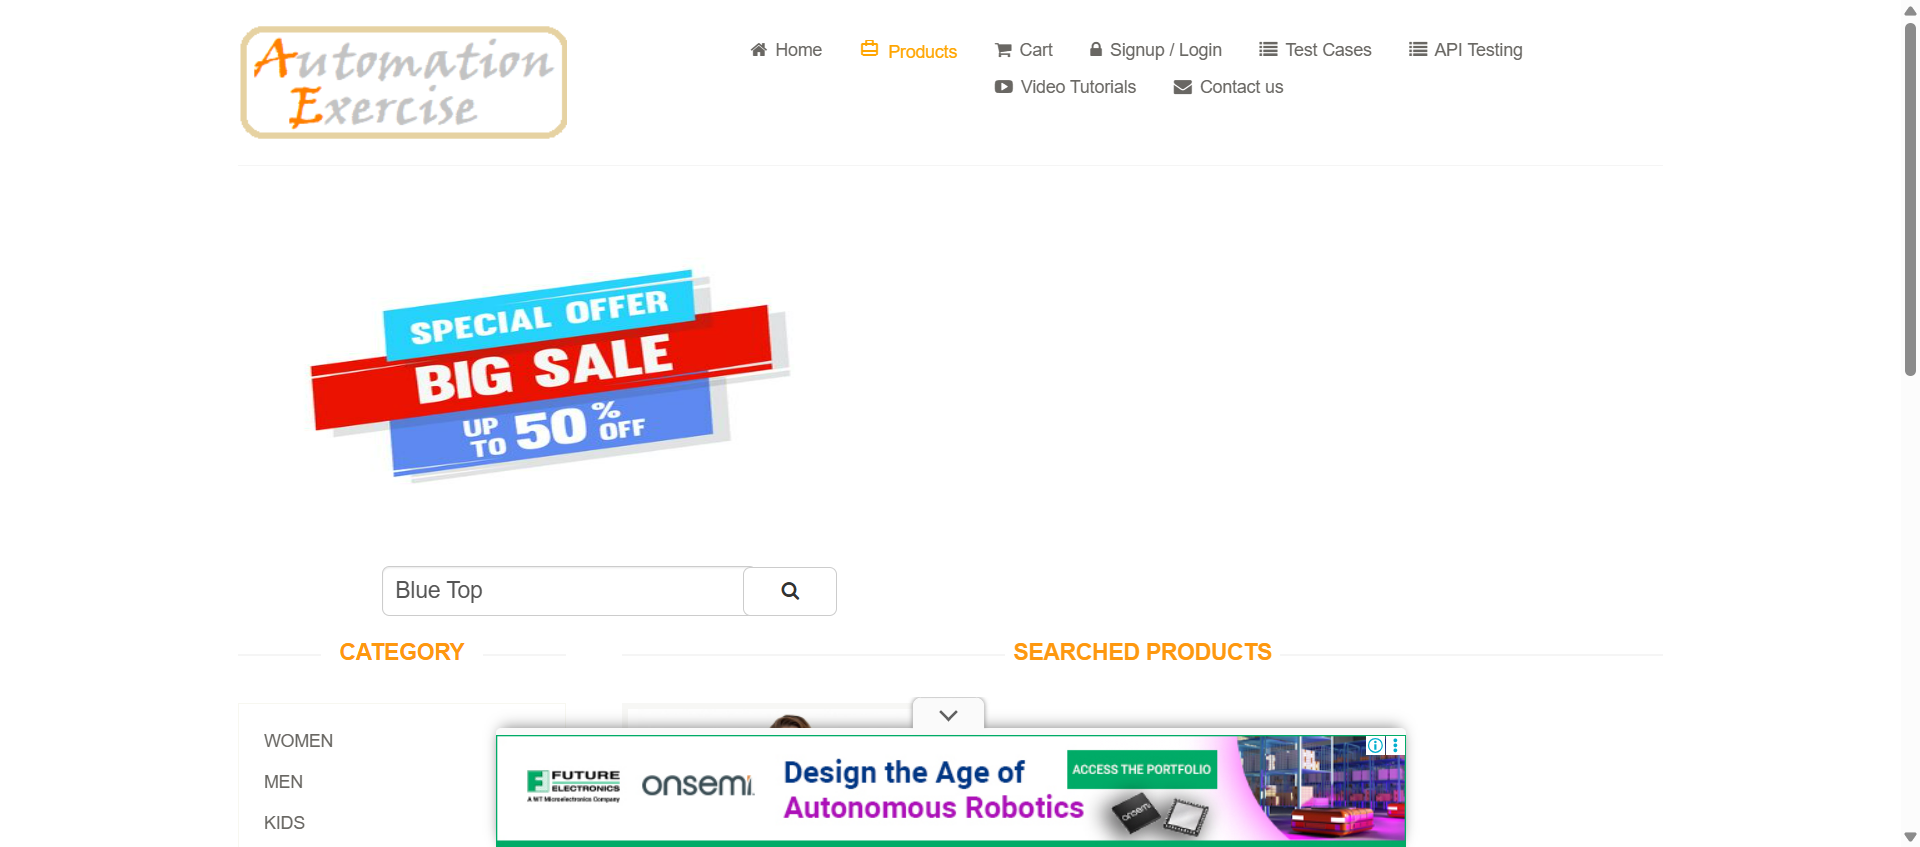 Automation
Exercise
Home
Products
Cart
Signup / Login
Test Cases
API Testing
Video Tutorials
Contact us
SPECIAL OFFER
BIG SALE
UP TO 50% OFF
Blue Top
CATEGORY
SEARCHED PRODUCTS
WOMEN
MEN
KIDS
FUTURE ELECTRONICS
A WT Microelectronics Company
onsemi
Design the Age of
Autonomous Robotics
ACCESS THE PORTFOLIO
onsemi